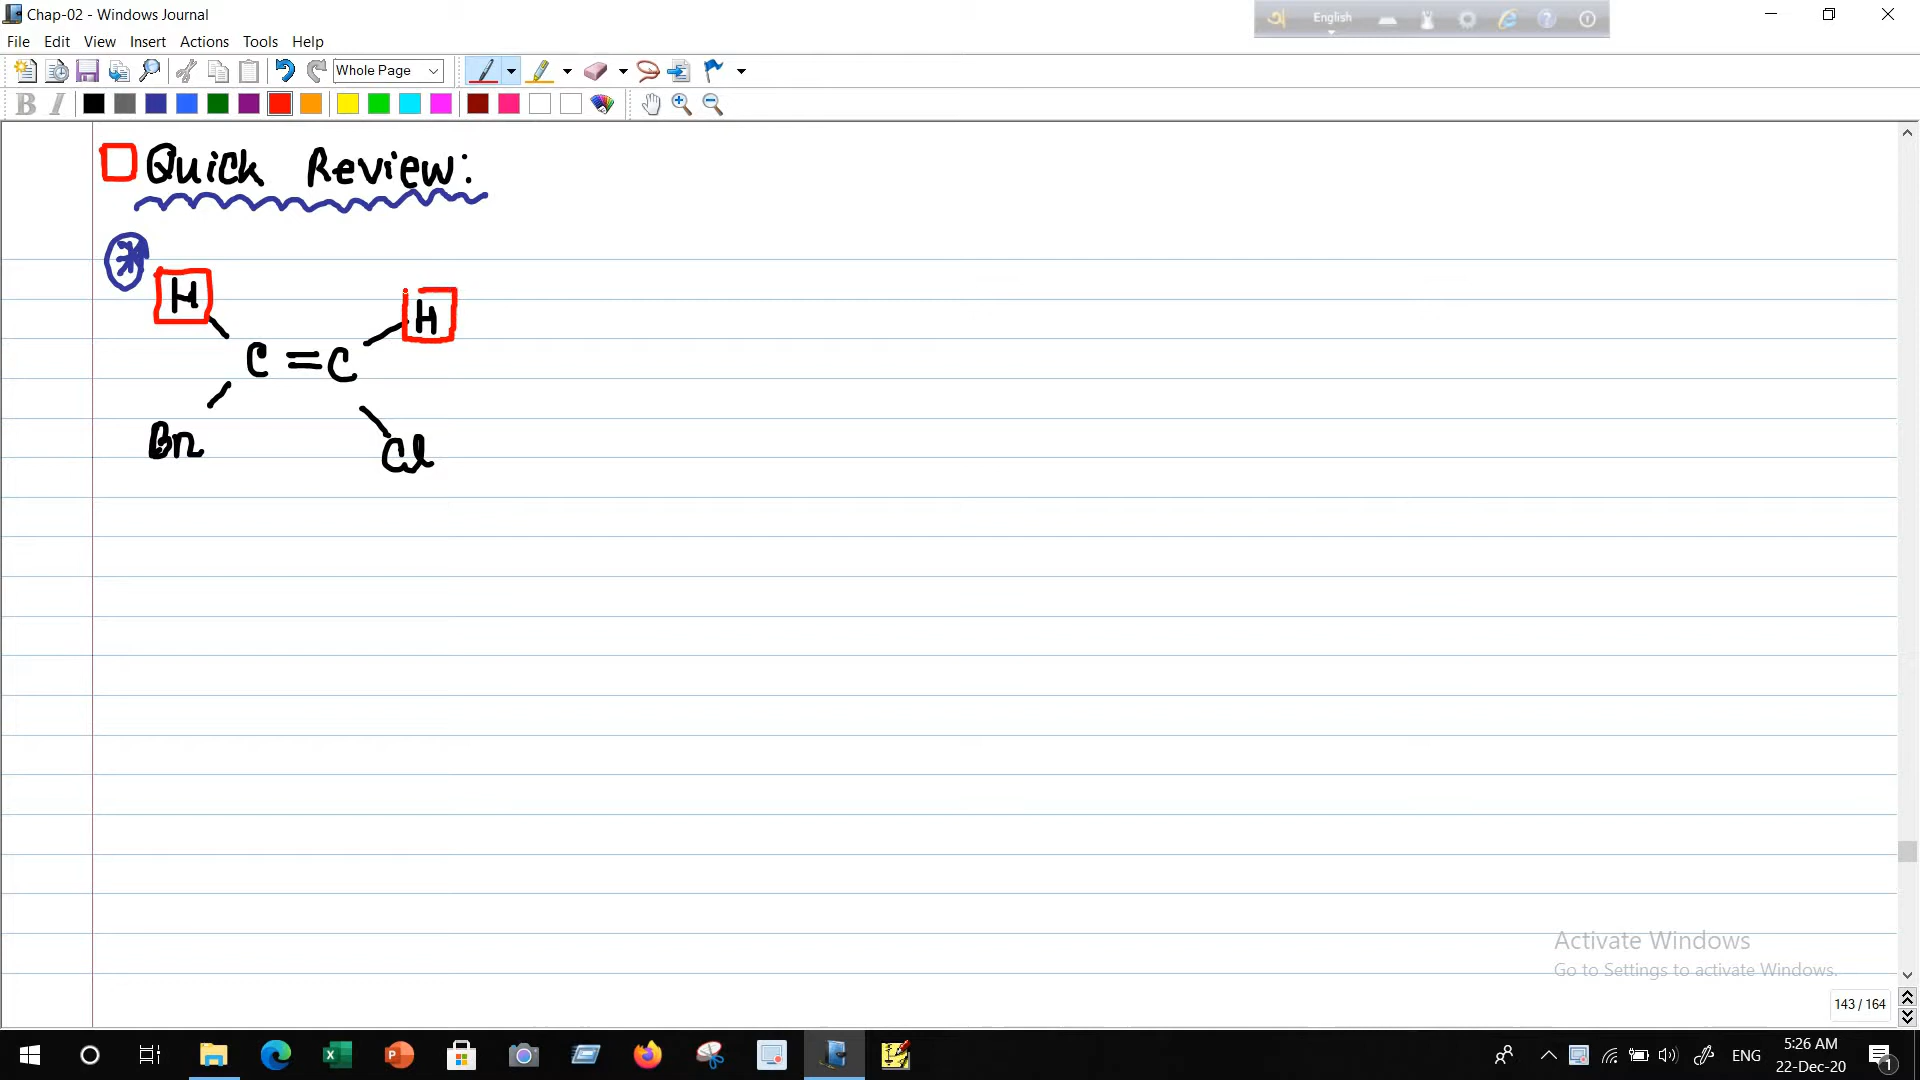 Chap-02 - Windows Journal
English
File Edit View Insert Actions Tools Help
Whole Page
B I
Quick Review:
H H
C = C
Br Cl
Activate Windows
Go to Settings to activate Windows.
143 / 164
ENG
5:26 AM
22-Dec-20
1